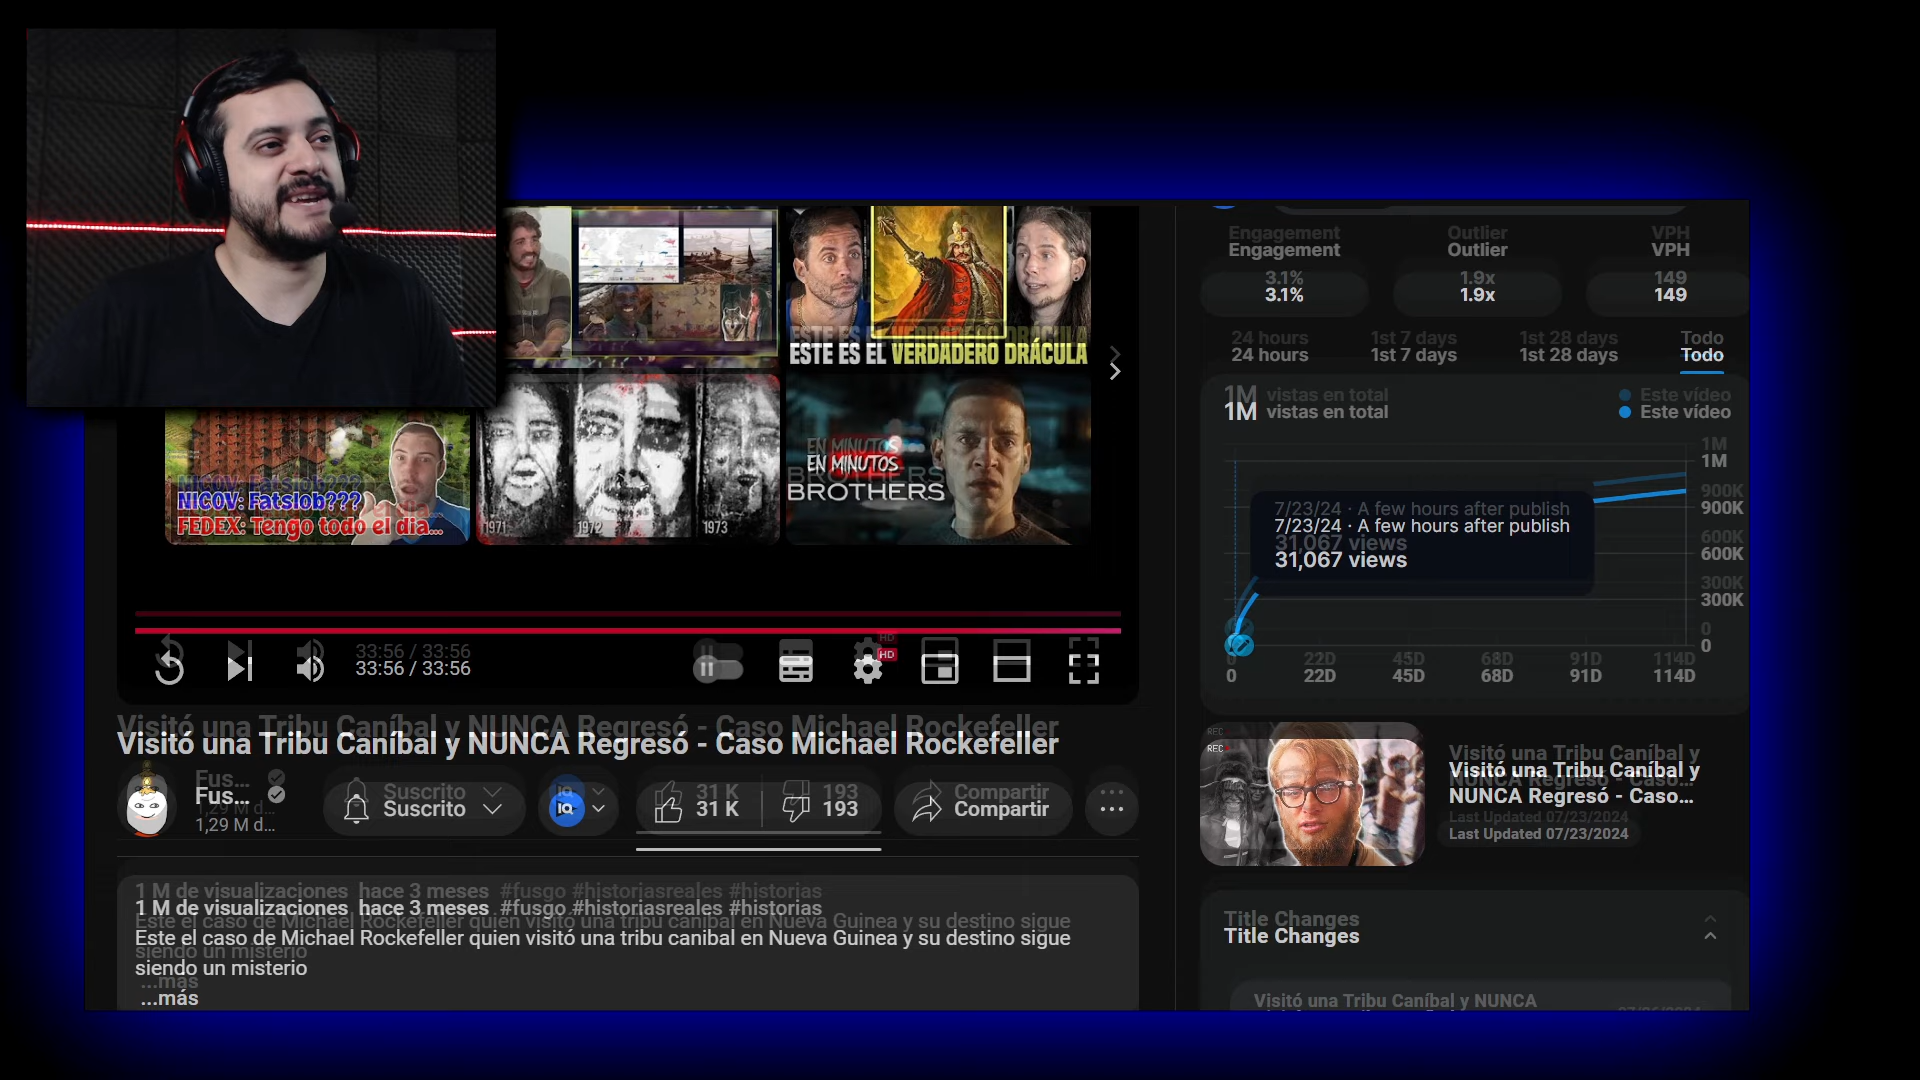 ESTE ES EL VERDADERO DRÁCULA
NICOV: Fatslob???
FEDEX: Tengo todo el dia...
1971
1972
1973
EN MINUTOS
BROTHERS
33:56 / 33:56
HD
Visitó una Tribu Caníbal y NUNCA Regresó - Caso Michael Rockefeller
Fus...
1,29 M d...
Suscrito
IQ
31 K
193
Compartir
1 M de visualizaciones hace 3 meses #fusgo #historiasreales #historias
Este el caso de Michael Rockefeller quien visitó una tribu canibal en Nueva Guinea y su destino sigue
siendo un misterio
...más
Engagement
Outlier
VPH
3.1%
1.9x
149
24 hours
1st 7 days
1st 28 days
Todo
1M vistas en total
Este vídeo
1M
900K
600K
300K
0
7/23/24 · A few hours after publish
31,067 views
0
22D
45D
68D
91D
114D
REC
Visitó una Tribu Caníbal y
NUNCA Regresó - Caso...
Last Updated 07/23/2024
Title Changes
Visitó una Tribu Caníbal y NUNCA